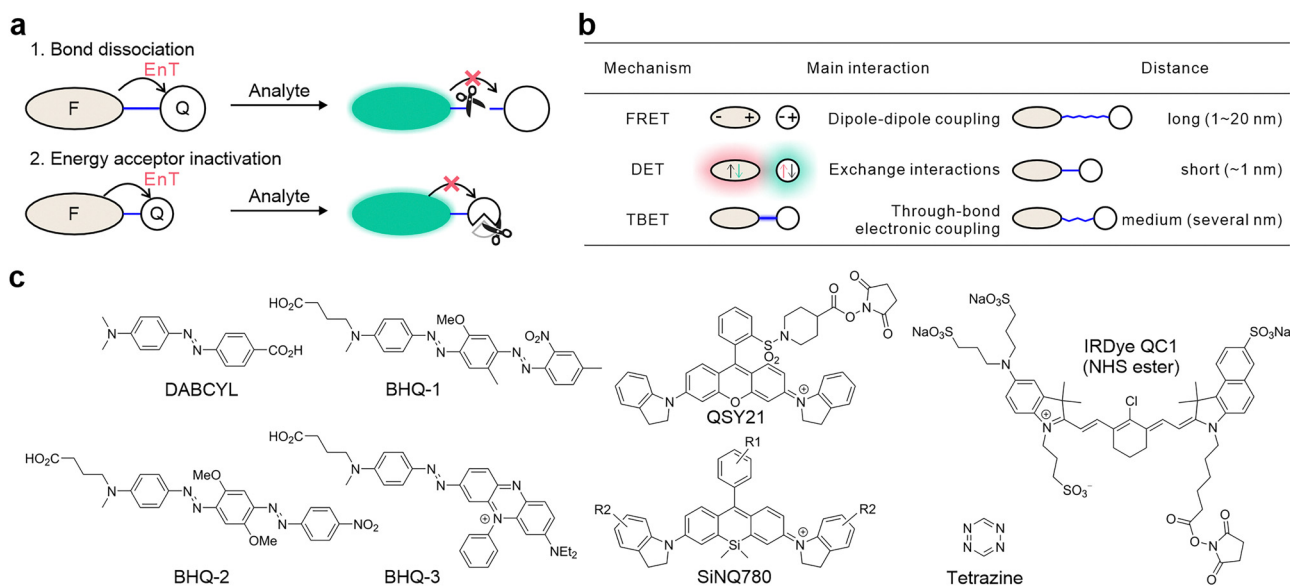 a
1. Bond dissociation
EnT
F
Q
Analyte
2. Energy acceptor inactivation
EnT
F
Q
Analyte
b
Mechanism Main interaction Distance
FRET - + - + Dipole-dipole coupling long (1~20 nm)
DET Exchange interactions short (~1 nm)
TBET Through-bond
electronic coupling medium (several nm)
c
N
N
N
CO2H
DABCYL
HO2C
N
MeO
N
N
N
N
NO2
BHQ-1
O
O
O
N
O
N
S
O2
N
O
N
+
QSY21
NaO3S
NaO3S
N
N
+
SO3−
Cl
N
SO3Na
IRDye QC1
(NHS ester)
O
O
N
O
O
HO2C
N
N
N
MeO
OMe
N
N
NO2
BHQ-2
HO2C
N
N
N
N
N
+
NEt2
BHQ-3
R1
R2
R2
N
Si
N
+
SiNQ780
N
N
N
N
Tetrazine